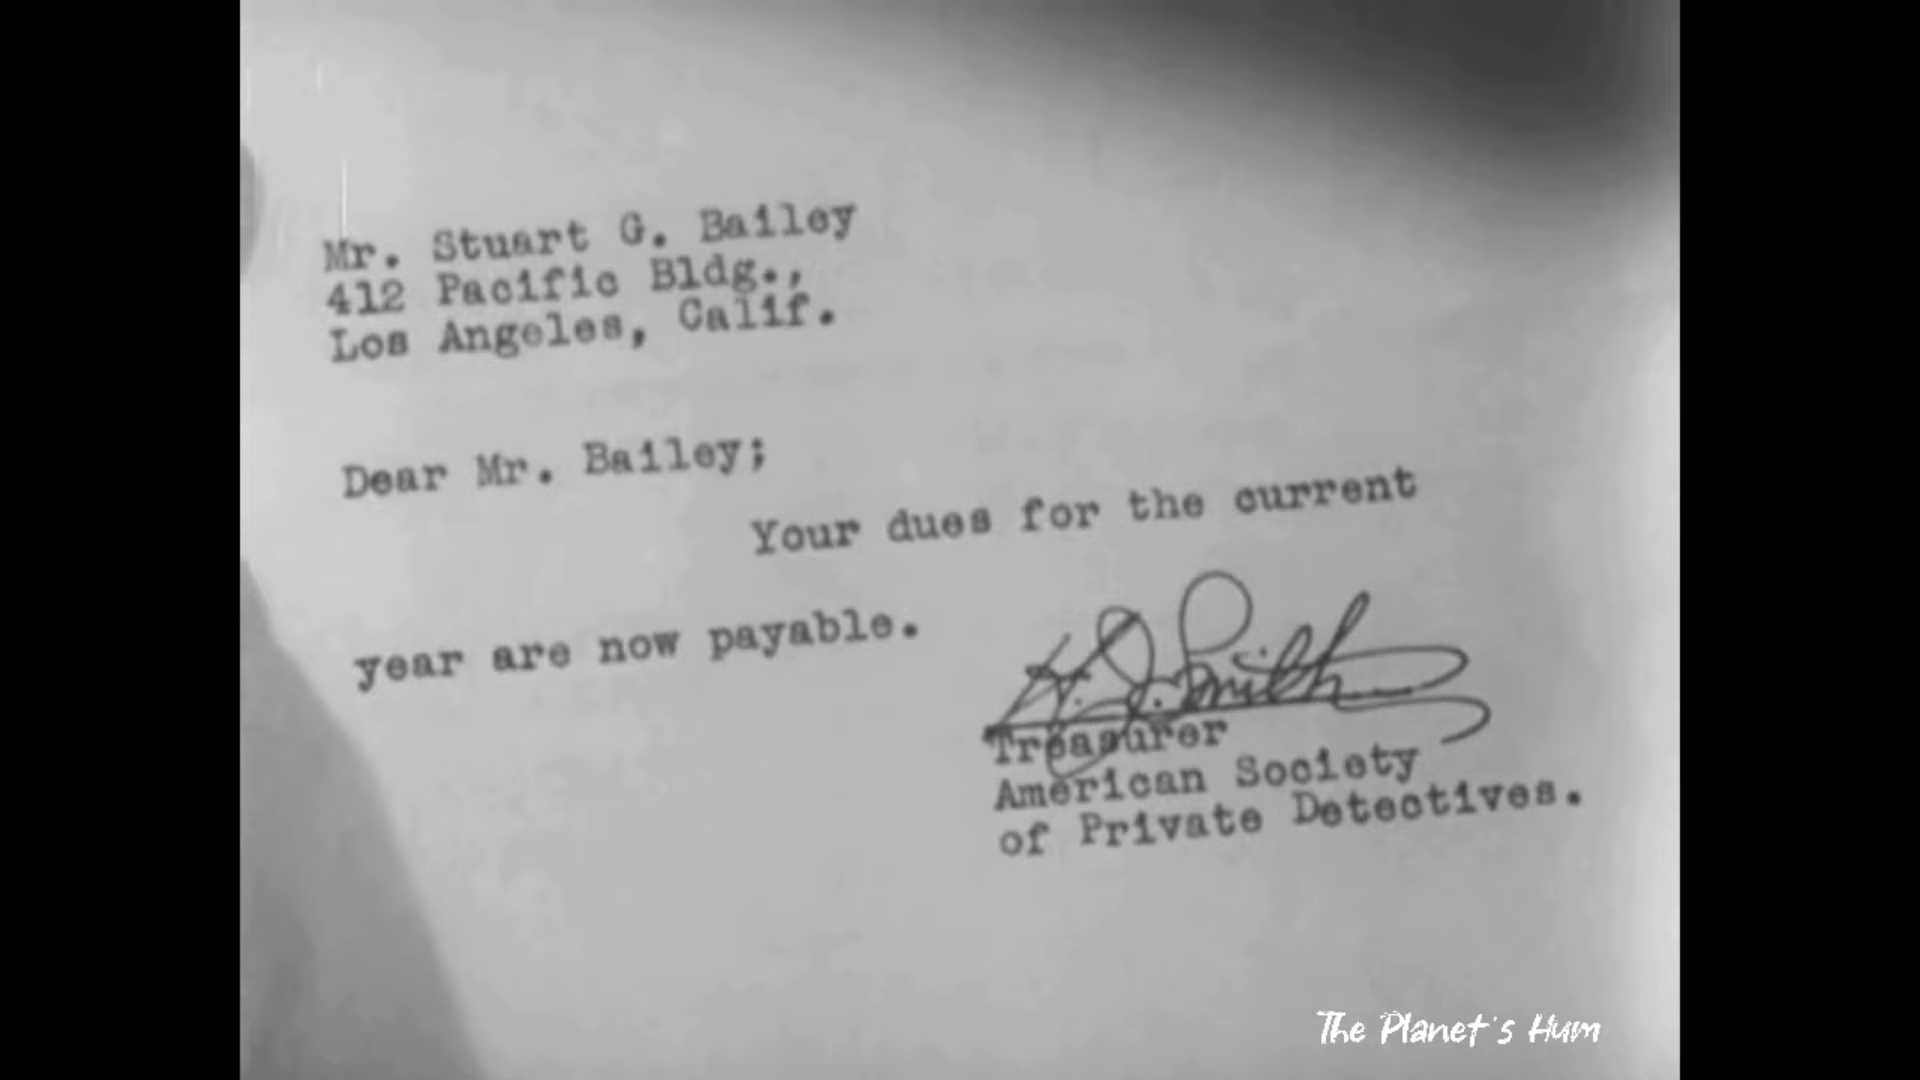 Mr. Stuart G. Bailey
412 Pacific Bldg.,
Los Angeles, Calif.
Dear Mr. Bailey;
Your dues for the current
year are now payable.
H. J. Smith
Treasurer
American Society
of Private Detectives.
The Planet's Hum